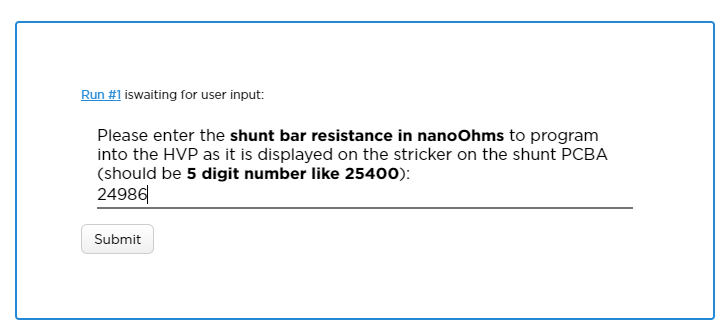 Run #1 iswaiting for user input:
Please enter the shunt bar resistance in nanoOhms to program
into the HVP as it is displayed on the stricker on the shunt PCBA
(should be 5 digit number like 25400):
24986
Submit